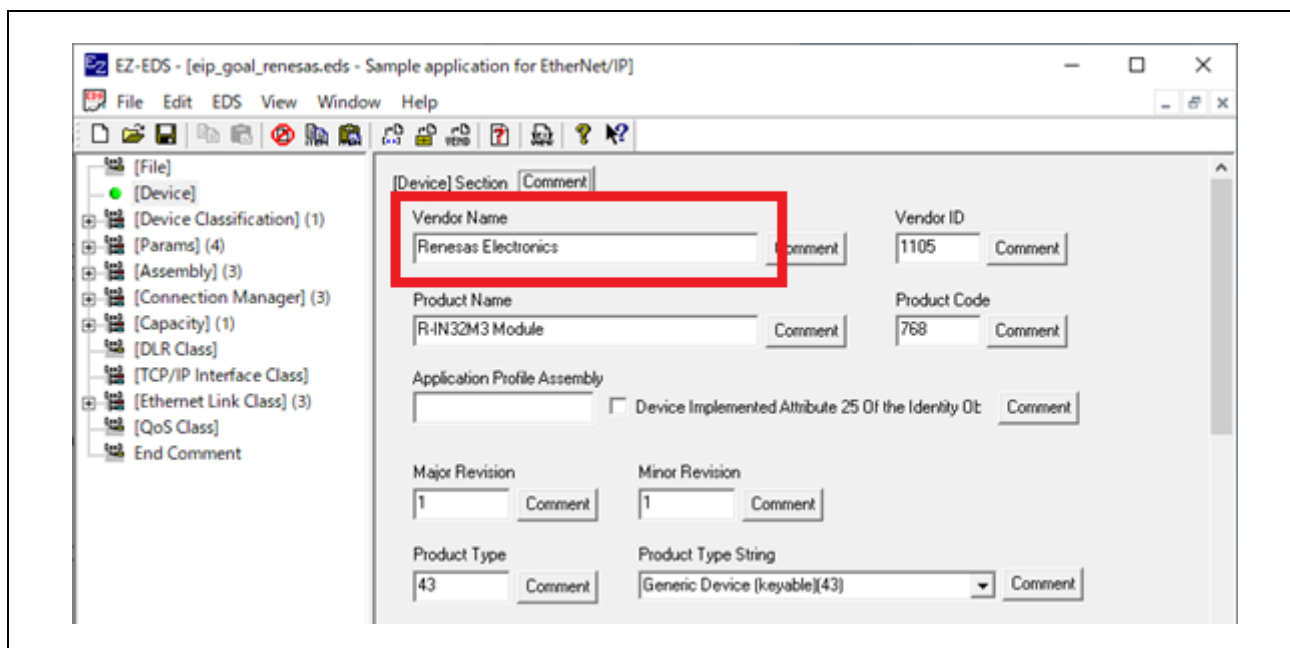 EZ-EDS - [eip_goal_renesas.eds - Sample application for EtherNet/IP]
File Edit EDS View Window Help
[File]
[Device]
[Device Classification] (1)
[Params] (4)
[Assembly] (3)
[Connection Manager] (3)
[Capacity] (1)
[DLR Class]
[TCP/IP Interface Class]
[Ethernet Link Class] (3)
[QoS Class]
End Comment
[Device] Section Comment
Vendor Name Vendor ID
Renesas Electronics Comment 1105 Comment
Product Name Product Code
R-IN32M3 Module Comment 768 Comment
Application Profile Assembly
Device Implemented Attribute 25 Of the Identity Ob Comment
Major Revision Minor Revision
1 Comment 1 Comment
Product Type Product Type String
43 Comment Generic Device (keyable)(43) Comment